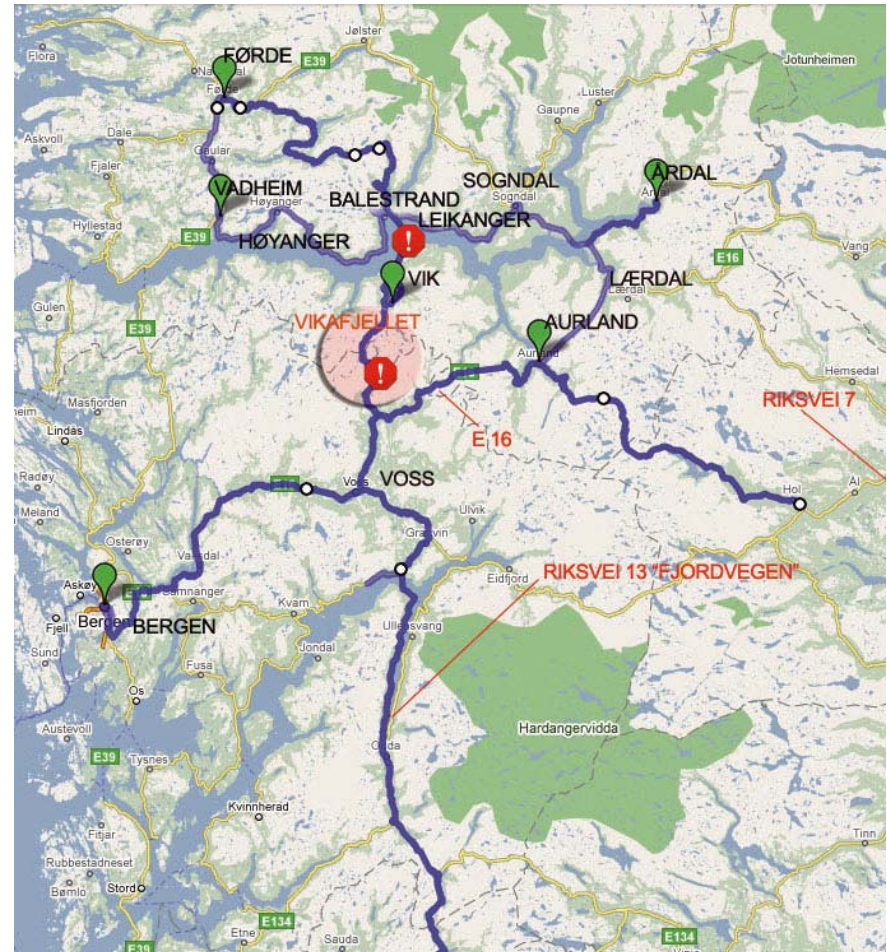 Jølster
Flora
FØRDE
E39
Førde
Jotunheimen
Luster
Gaupne
Askvoll
Dale
Gaular
Fjaler
VADHEIM
Høyanger
BALESTRAND
SOGNDAL
Sogndal
ÅRDAL
LEIKANGER
Hyllestad
E39
HØYANGER
Vang
E16
VIK
LÆRDAL
Lærdal
Gulen
VIKAFJELLET
AURLAND
Aurland
E39
Hemsedal
Masfjorden
RIKSVEI 7
Lindås
E 16
Radøy
VOSS
Voss
Hol
Ål
Meland
Ulvik
Granvin
Osterøy
Vaksdal
Eidfjord
RIKSVEI 13 "FJORDVEGEN"
Askøy
Samnanger
Kvam
Bergen
BERGEN
Fjell
Ullensvang
Sund
Fusa
Jondal
Os
Austevoll
Hardangervidda
Odda
E39
Tysnes
Kvinnherad
Fitjar
Tinn
Rubbestadneset
Bømlo
Stord
Etne
E134
Sauda
E134
E39